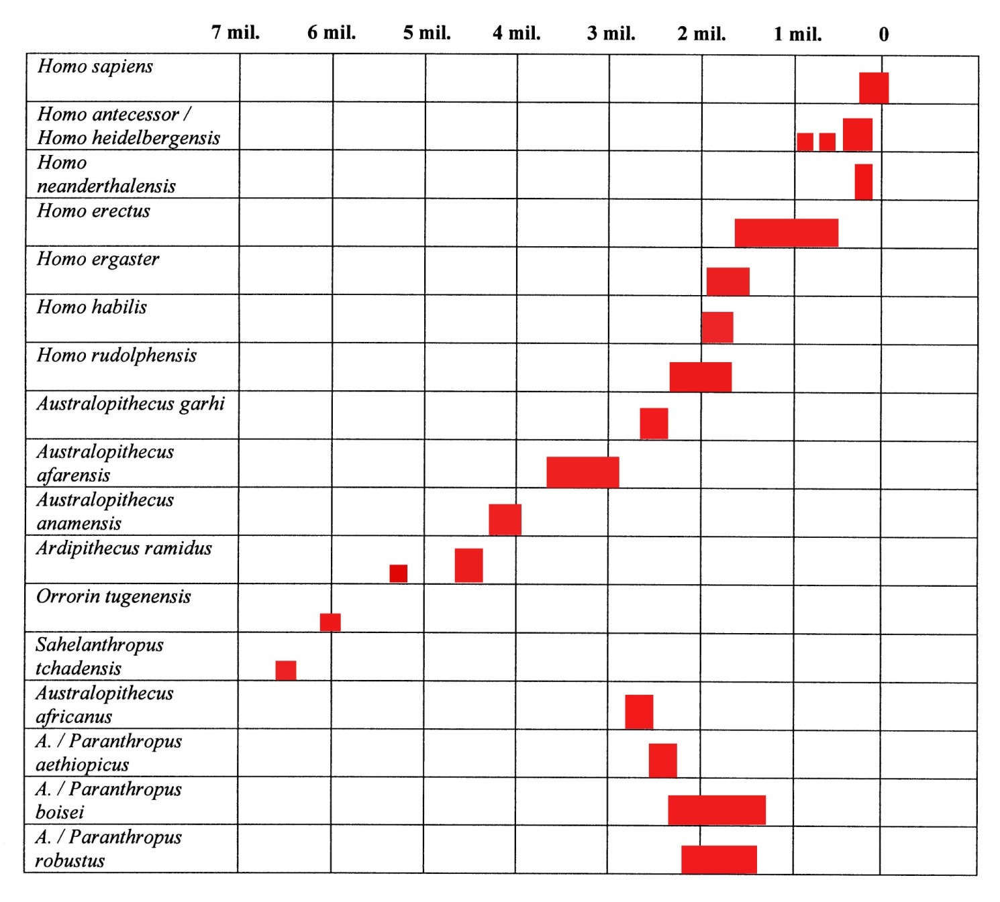 7 mil. 6 mil. 5 mil. 4 mil. 3 mil. 2 mil. 1 mil. 0
Homo sapiens
Homo antecessor /
Homo heidelbergensis
Homo
neanderthalensis
Homo erectus
Homo ergaster
Homo habilis
Homo rudolphensis
Australopithecus garhi
Australopithecus
afarensis
Australopithecus
anamensis
Ardipithecus ramidus
Orrorin tugenensis
Sahelanthropus
tchadensis
Australopithecus
africanus
A. / Paranthropus
aethiopicus
A. / Paranthropus
boisei
A. / Paranthropus
robustus